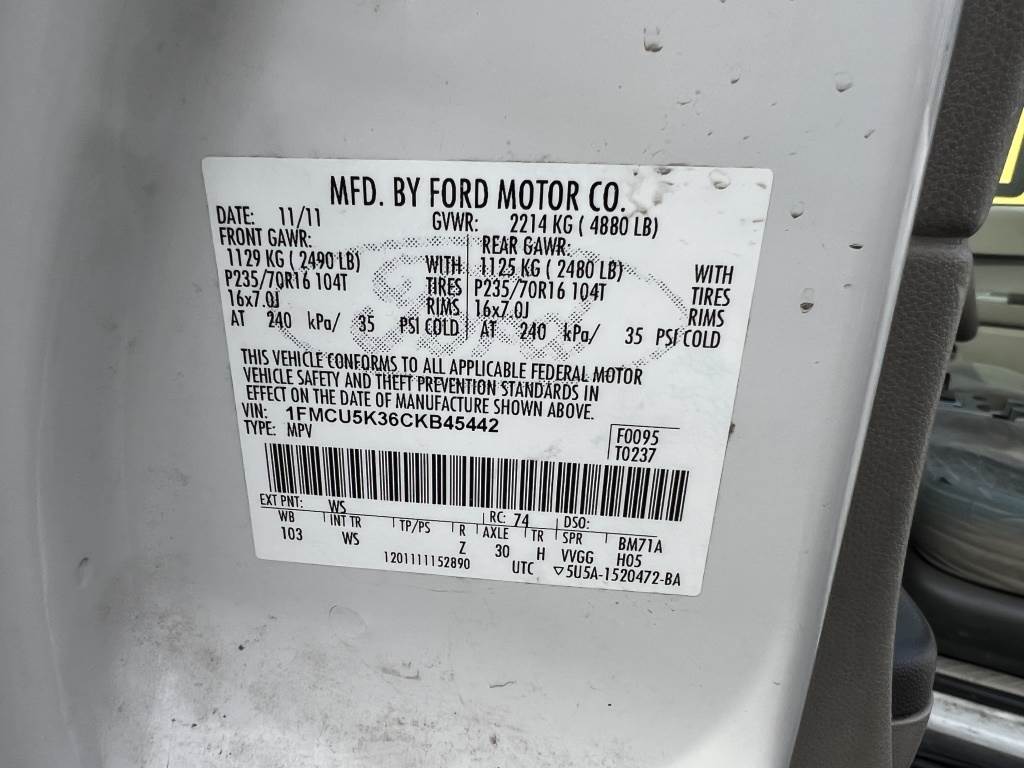 MFD. BY FORD MOTOR CO.
DATE: 11/11 GVWR: 2214 KG ( 4880 LB)
FRONT GAWR: REAR GAWR:
1129 KG ( 2490 LB) WITH 1125 KG ( 2480 LB) WITH
P235/70R16 104T TIRES P235/70R16 104T TIRES
16x7.0J RIMS 16x7.0J RIMS
AT 240 kPa/ 35 PSI COLD AT 240 kPa/ 35 PSI COLD
THIS VEHICLE CONFORMS TO ALL APPLICABLE FEDERAL MOTOR
VEHICLE SAFETY AND THEFT PREVENTION STANDARDS IN
EFFECT ON THE DATE OF MANUFACTURE SHOWN ABOVE.
VIN: 1FMCU5K36CKB45442
TYPE: MPV
F0095
T0237
EXT PNT: WS RC: 74 DSO:
WB INT TR TP/PS R AXLE TR SPR BM71A
103 WS Z 30 H VVGG H05
1201111152890 UTC ▽5U5A-1520472-BA